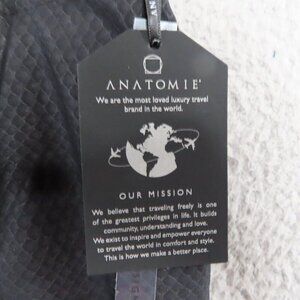 ANATOMIE
We are the most loved luxury travel
brand in the world.
OUR MISSION
We believe that traveling freely is one
of the greatest privileges in life. It builds
community, understanding and love.
We exist to inspire and empower everyone
to travel the world in comfort and style.
This is how we make a better place.